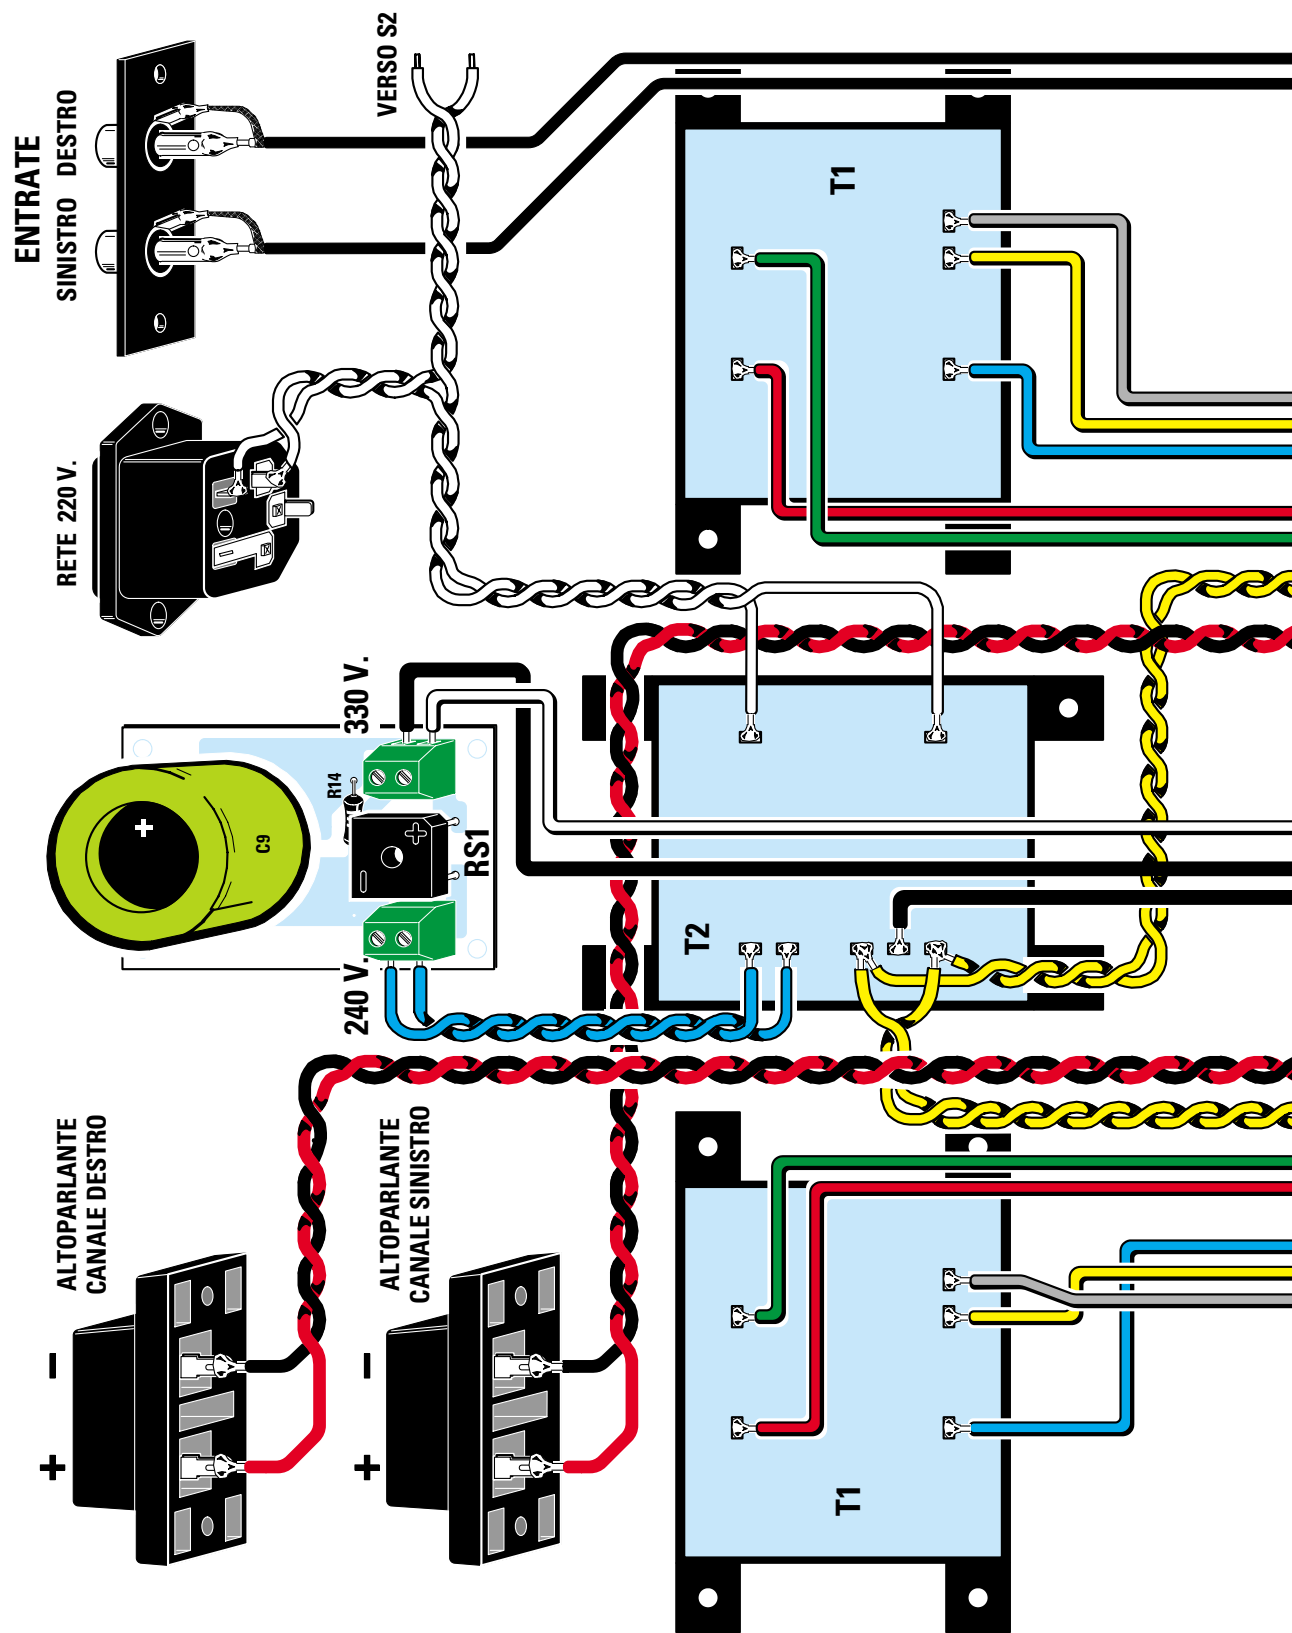 ENTRATE
SINISTRO DESTRO
VERSO S2
RETE 220 V.
T1
330 V.
R14
C9
+
+
–
RS1
240 V.
T2
ALTOPARLANTE
CANALE DESTRO
–
+
ALTOPARLANTE
CANALE SINISTRO
–
+
T1